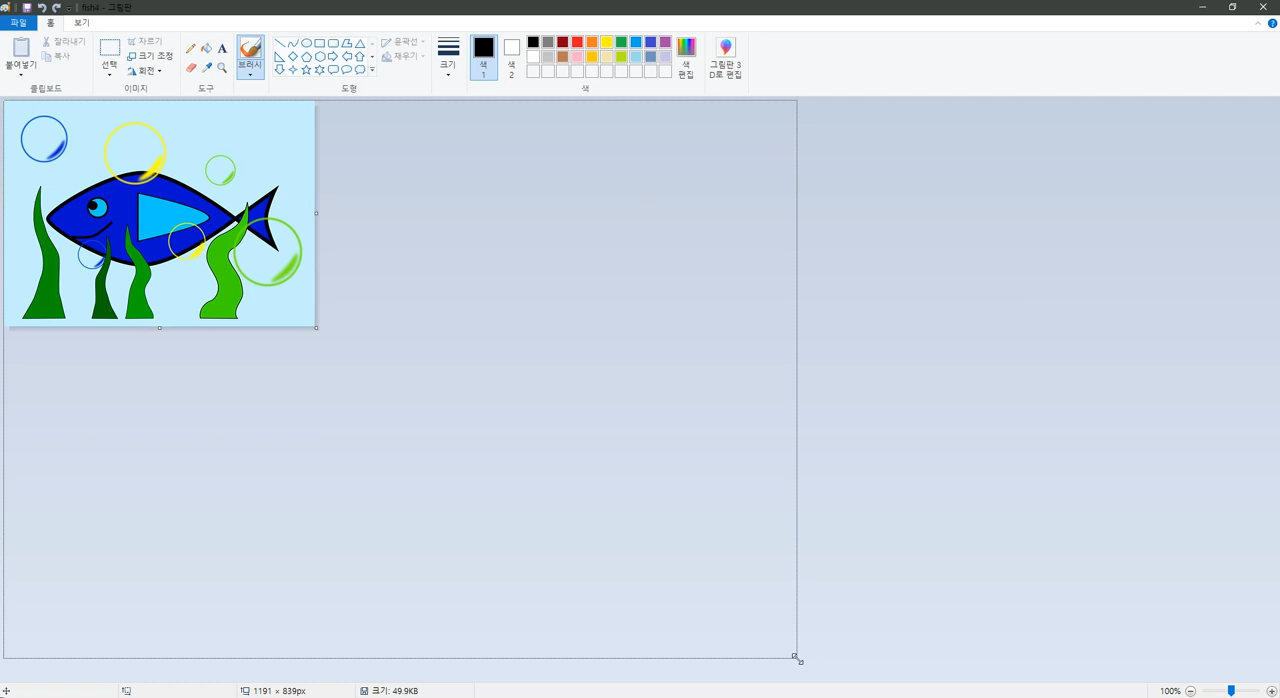 fish4 - 그림판
파일 홈 보기
붙여넣기
잘라내기
복사
클립보드
선택
자르기
크기 조정
회전
이미지
A
도구
브러시
윤곽선
채우기
도형
크기
색 1
색 2
색 편집
색
그림판 3D로 편집
1191 × 839px
크기: 49.9KB
100%